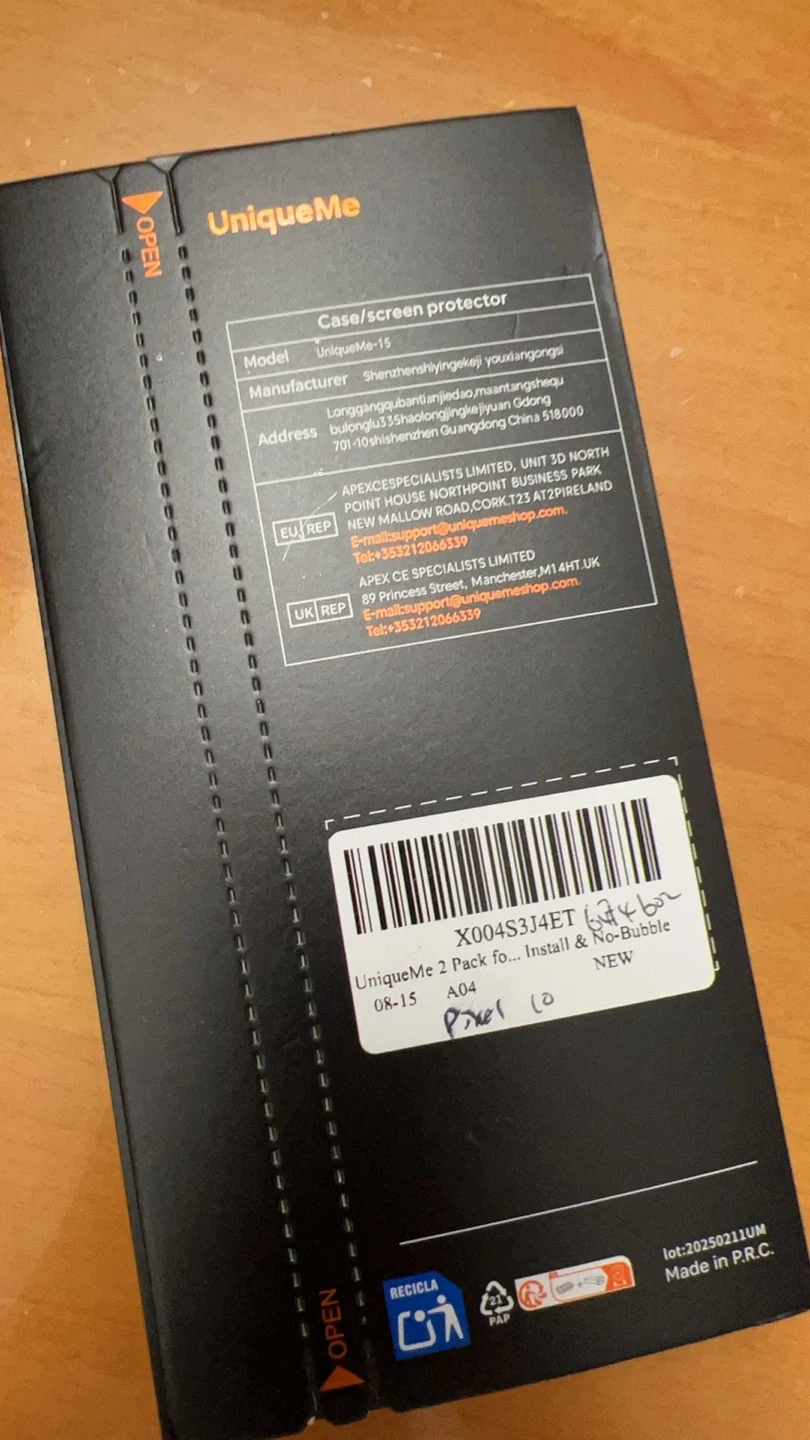 OPEN
UniqueMe
Case/screen protector
Model UniqueMe-15
Manufacturer Shenzhenshiyingekeji youxiangongsi
Address Longgangqubantianjiedao,maantangshequ
bulonglu335haolongjingkejiyuan Gdong
701-10shishenzhen Guangdong China 518000
EU REP APEXCESPECIALISTS LIMITED, UNIT 3D NORTH
POINT HOUSE NORTHPOINT BUSINESS PARK
NEW MALLOW ROAD,CORK.T23 AT2PIRELAND
E-mail:support@uniquemeshop.com,
Tel:+353212066339
UK REP APEX CE SPECIALISTS LIMITED
89 Princess Street, Manchester,M1 4HT.UK
E-mail:support@uniquemeshop.com.
Tel:+353212066339
X004S3J4ET
UniqueMe 2 Pack fo... Install & No-Bubble
08-15 A04 NEW
Pixel 10
lot:20250211UM
Made in P.R.C.
RECICLA
21
PAP
OPEN